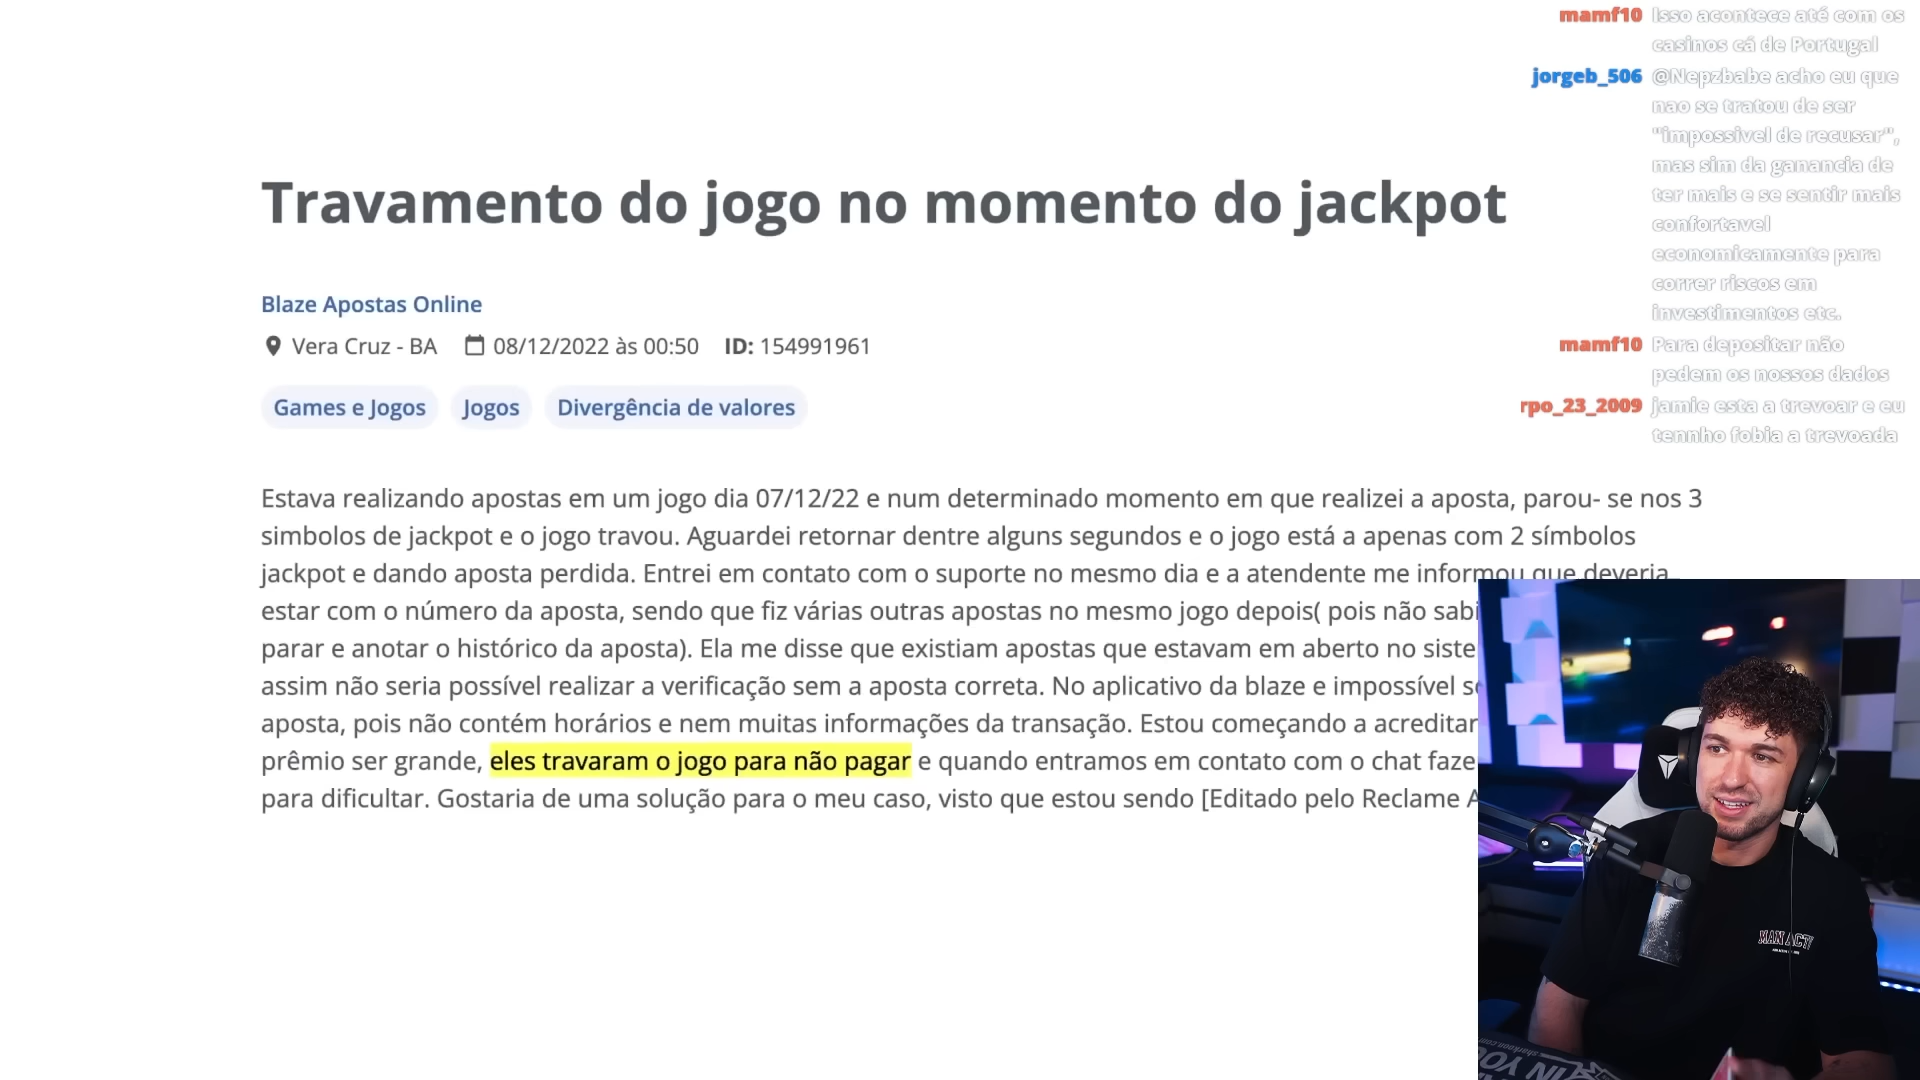 Travamento do jogo no momento do jackpot
Blaze Apostas Online
Vera Cruz - BA 08/12/2022 às 00:50 ID: 154991961
Games e Jogos Jogos Divergência de valores
Estava realizando apostas em um jogo dia 07/12/22 e num determinado momento em que realizei a aposta, parou- se nos 3
simbolos de jackpot e o jogo travou. Aguardei retornar dentre alguns segundos e o jogo está a apenas com 2 símbolos
jackpot e dando aposta perdida. Entrei em contato com o suporte no mesmo dia e a atendente me informou que deveria
estar com o número da aposta, sendo que fiz várias outras apostas no mesmo jogo depois( pois não sabi
parar e anotar o histórico da aposta). Ela me disse que existiam apostas que estavam em aberto no siste
assim não seria possível realizar a verificação sem a aposta correta. No aplicativo da blaze e impossível s
aposta, pois não contém horários e nem muitas informações da transação. Estou começando a acreditar
prêmio ser grande, eles travaram o jogo para não pagar e quando entramos em contato com o chat faze
para dificultar. Gostaria de uma solução para o meu caso, visto que estou sendo [Editado pelo Reclame A
mamf10 Isso acontece até com os
casinos cá de Portugal
jorgeb_506 @Nepzbabe acho eu que
nao se tratou de ser
"impossivel de recusar",
mas sim da ganancia de
ter mais e se sentir mais
confortavel
economicamente para
correr riscos em
investimentos etc.
mamf10 Para depositar não
pedem os nossos dados
rpo_23_2009 jamie esta a trevoar e eu
tennho fobia a trevoada
MAN ACT